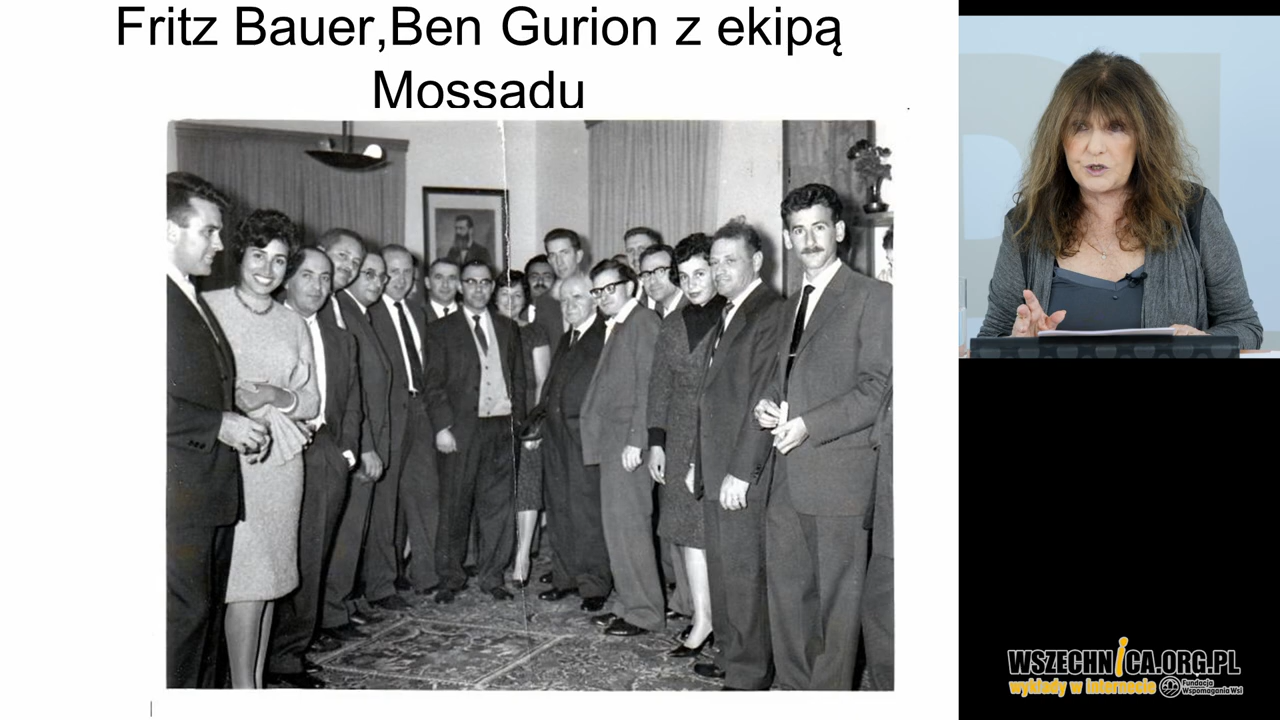 Fritz Bauer,Ben Gurion z ekipą
Mossadu
WSZECHNICA.ORG.PL
wykłady w internecie
Fundacja
Wspomagania Wsi